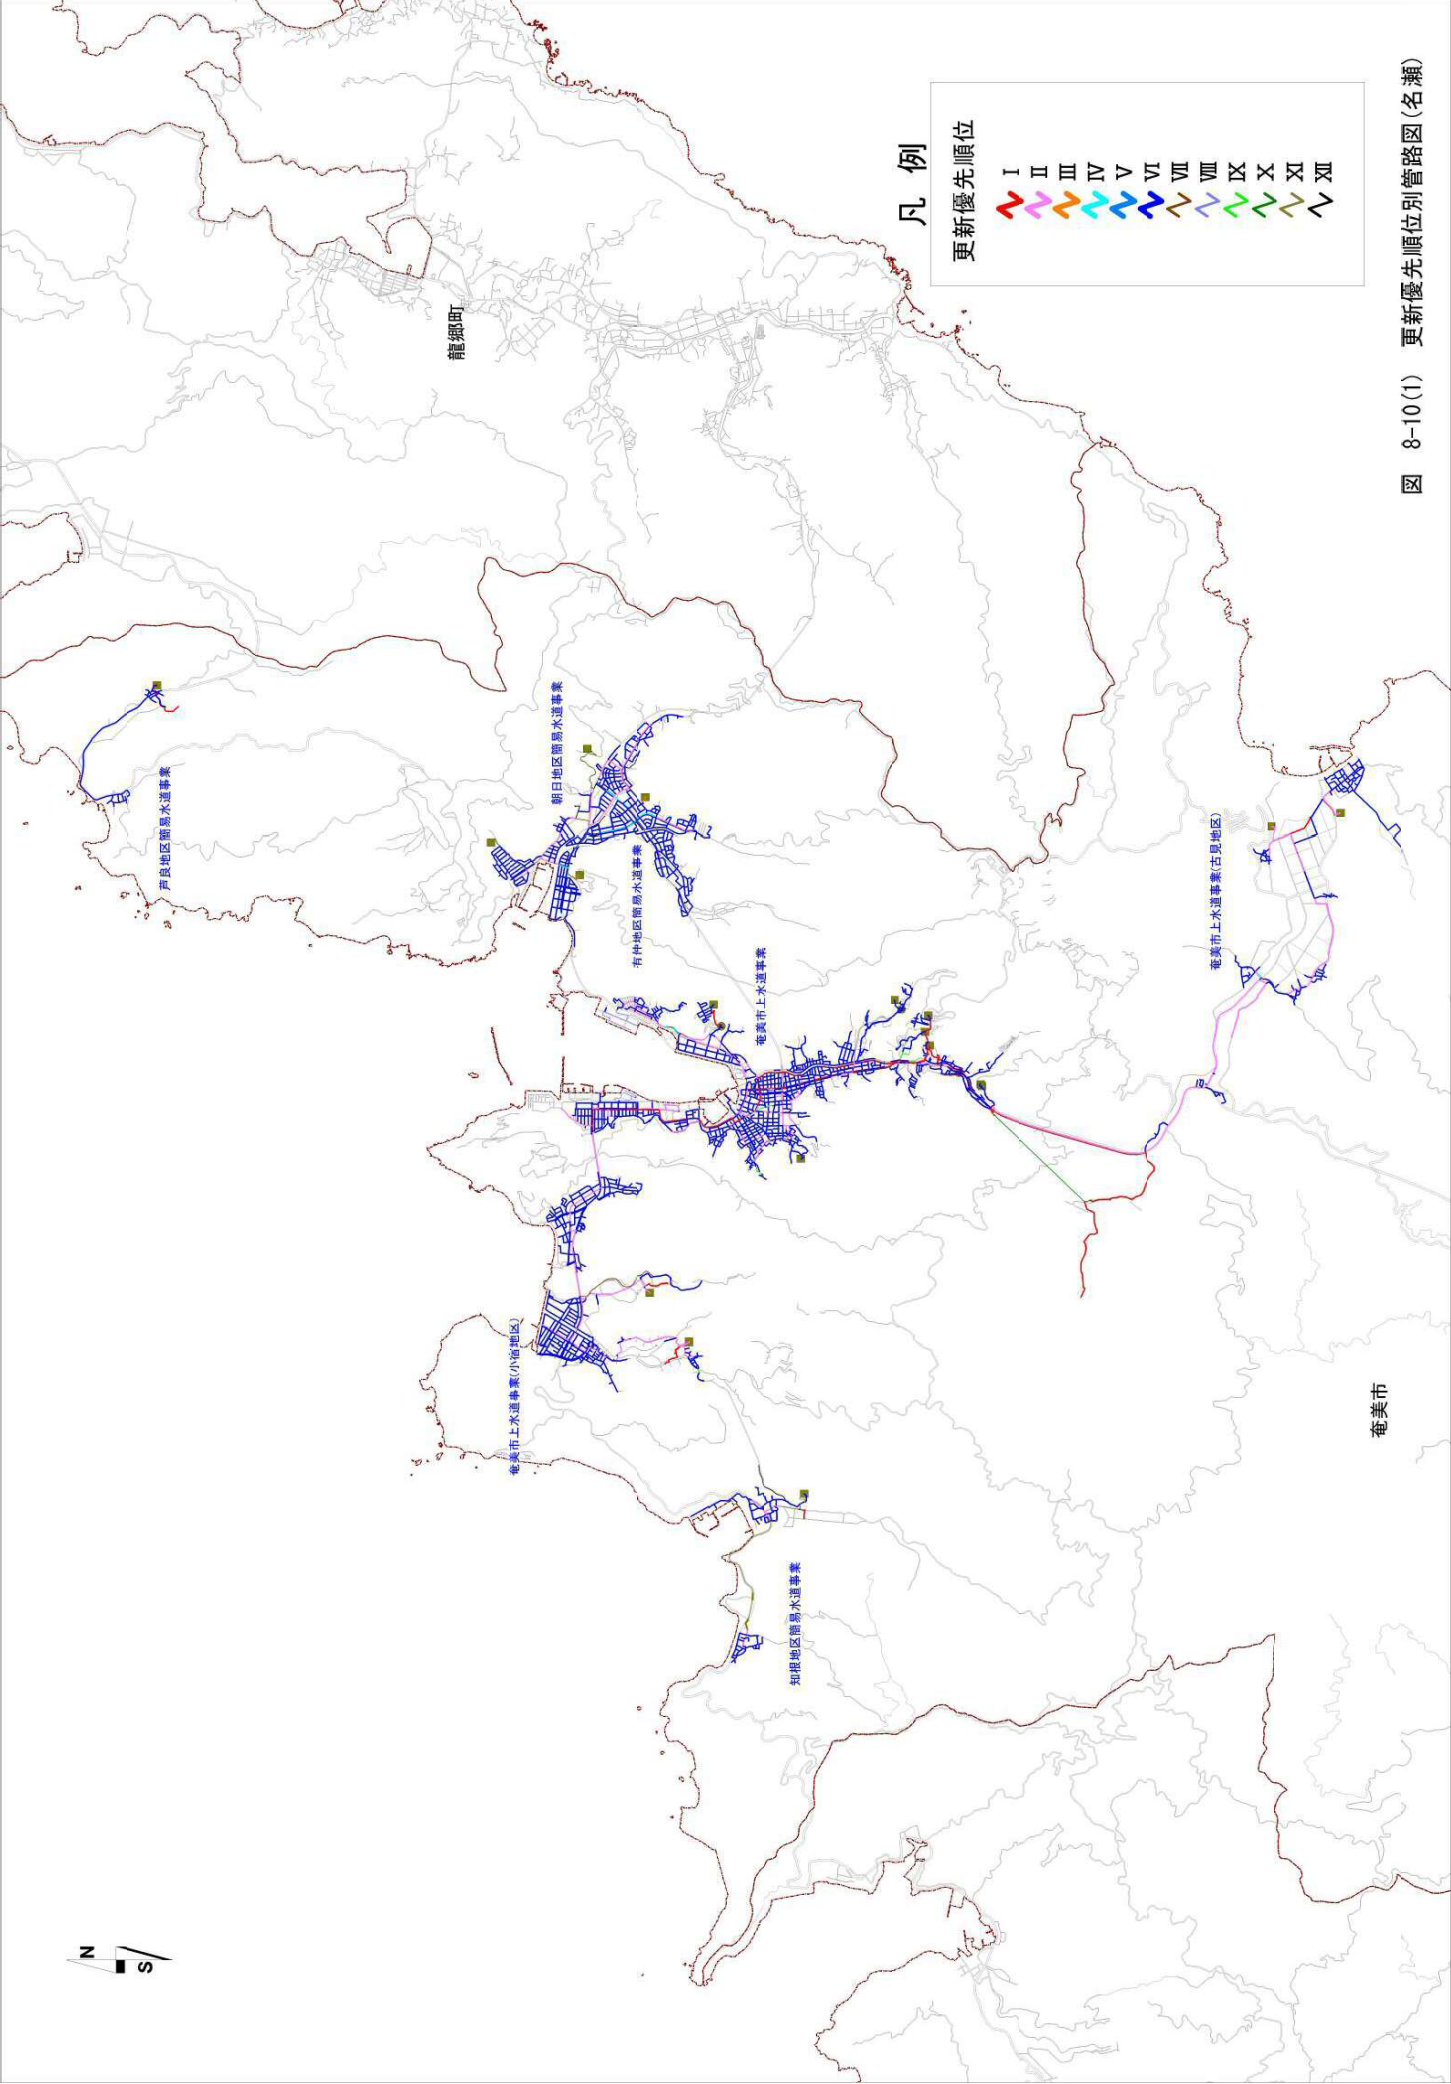 N
S
龍郷町
凡 例
更新優先順位
I
II
III
IV
V
VI
VII
VIII
IX
X
XI
XII
芦良地区簡易水道事業
朝日地区簡易水道事業
有仲地区簡易水道事業
奄美市上水道事業
奄美市上水道事業(古見地区)
奄美市上水道事業(小宿地区)
知根地区簡易水道事業
奄美市
図 8-10(1) 更新優先順位別管路図(名瀬)